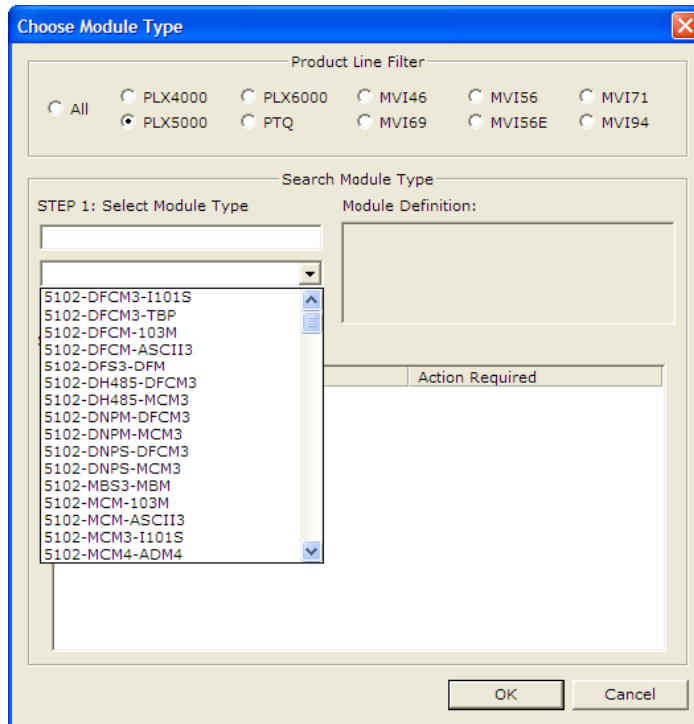 Choose Module Type
Product Line Filter
All
PLX4000 PLX6000 MVI46 MVI56 MVI71
PLX5000 PTQ MVI69 MVI56E MVI94
Search Module Type
STEP 1: Select Module Type Module Definition:
5102-DFCM3-I101S
5102-DFCM3-TBP
5102-DFCM-103M
5102-DFCM-ASCII3
5102-DFS3-DFM
5102-DH485-DFCM3
5102-DH485-MCM3
5102-DNPM-DFCM3
5102-DNPM-MCM3
5102-DNPS-DFCM3
5102-DNPS-MCM3
5102-MBS3-MBM
5102-MCM-103M
5102-MCM-ASCII3
5102-MCM3-I101S
5102-MCM4-ADM4
Action Required
OK Cancel